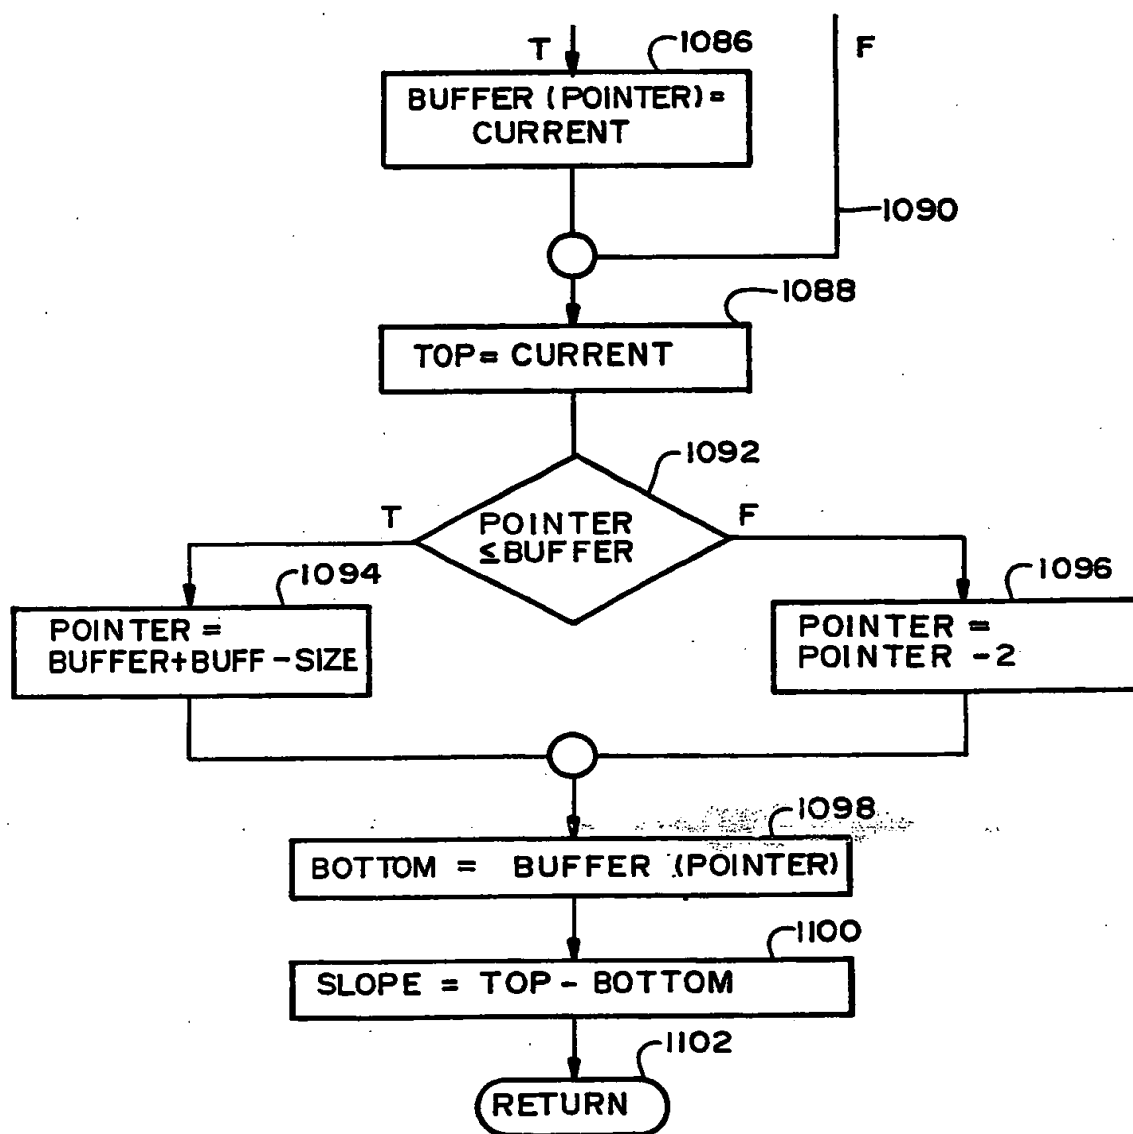 T
1086
F
BUFFER (POINTER) =
CURRENT
1090
1088
TOP = CURRENT
1092
T
POINTER
≤BUFFER
F
1094
1096
POINTER =
BUFFER+BUFF-SIZE
POINTER =
POINTER -2
1098
BOTTOM = BUFFER (POINTER)
1100
SLOPE = TOP - BOTTOM
1102
RETURN